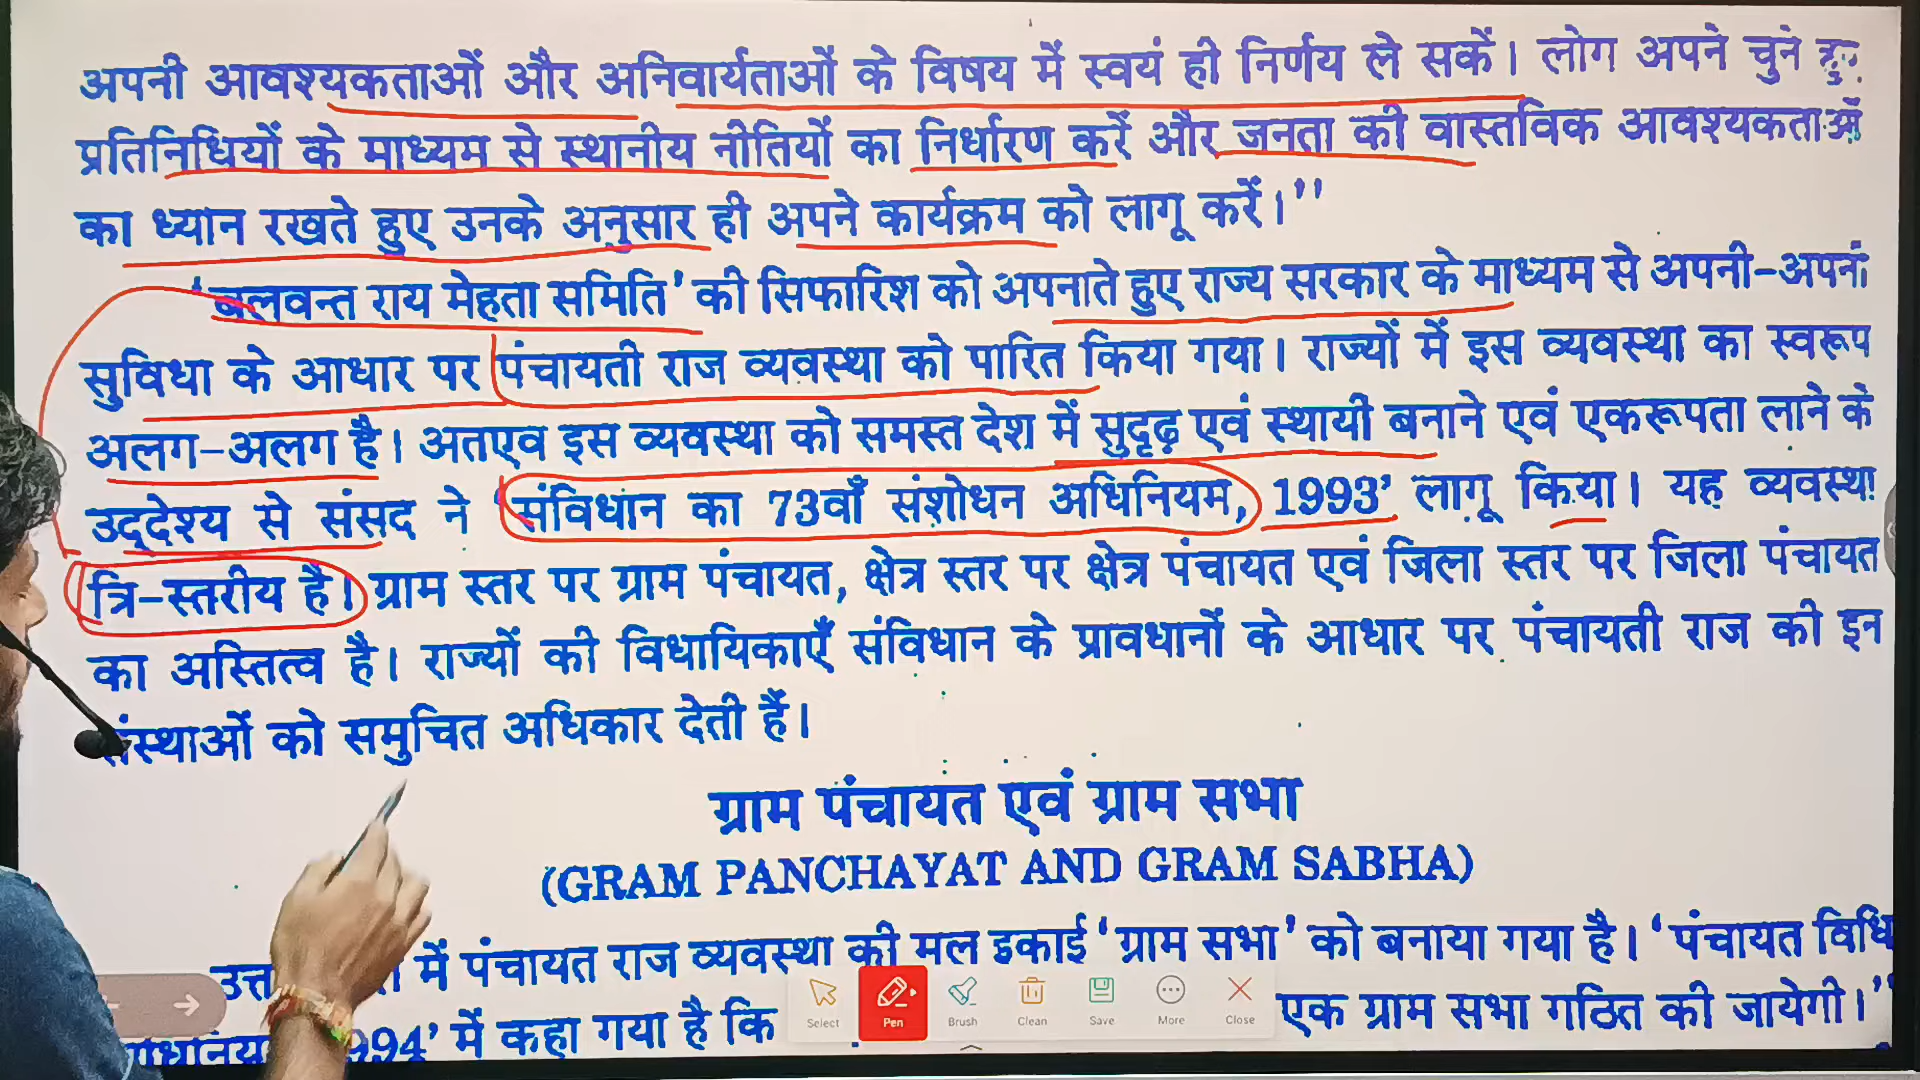 अपनी आवश्यकताओं और अनिवार्यताओं के विषय में स्वयं ही निर्णय ले सकें। लोग अपने चुने
प्रतिनिधियों के माध्यम से स्थानीय नीतियों का निर्धारण करें और जनता की वास्तविक आवश्यकताओं
का ध्यान रखते हुए उनके अनुसार ही अपने कार्यक्रम को लागू करें।"
'बलवन्त राय मेहता समिति' की सिफारिश को अपनाते हुए राज्य सरकार के माध्यम से अपनी-अपनी
सुविधा के आधार पर पंचायती राज व्यवस्था को पारित किया गया। राज्यों में इस व्यवस्था का स्वरूप
अलग-अलग है। अतएव इस व्यवस्था को समस्त देश में सुदृढ़ एवं स्थायी बनाने एवं एकरूपता लाने के
उद्देश्य से संसद ने 'संविधान का 73वाँ संशोधन अधिनियम, 1993' लागू किया। यह व्यवस्था
त्रि-स्तरीय है। ग्राम स्तर पर ग्राम पंचायत, क्षेत्र स्तर पर क्षेत्र पंचायत एवं जिला स्तर पर जिला पंचायत
का अस्तित्व है। राज्यों की विधायिकाएँ संविधान के प्रावधानों के आधार पर पंचायती राज की इन
संस्थाओं को समुचित अधिकार देती हैं।
ग्राम पंचायत एवं ग्राम सभा
(GRAM PANCHAYAT AND GRAM SABHA)
में पंचायत राज व्यवस्था की मूल इकाई 'ग्राम सभा' को बनाया गया है। 'पंचायत विधि
994' में कहा गया है कि एक ग्राम सभा गठित की जायेगी।"
Select Pen Brush Clean Save More Close